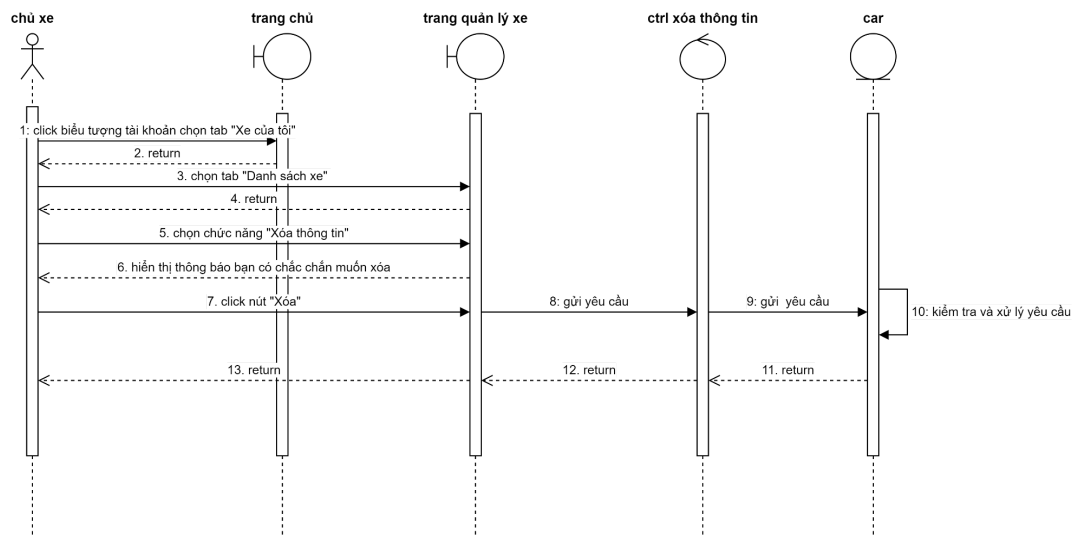 chủ xe
trang chủ
trang quản lý xe
ctrl xóa thông tin
car
1: click biểu tượng tài khoản chọn tab "Xe của tôi"
2. return
3. chọn tab "Danh sách xe"
4. return
5. chọn chức năng "Xóa thông tin"
6. hiển thị thông báo bạn có chắc chắn muốn xóa
7. click nút "Xóa"
8: gửi yêu cầu
9: gửi yêu cầu
10: kiểm tra và xử lý yêu cầu
13. return
12. return
11. return